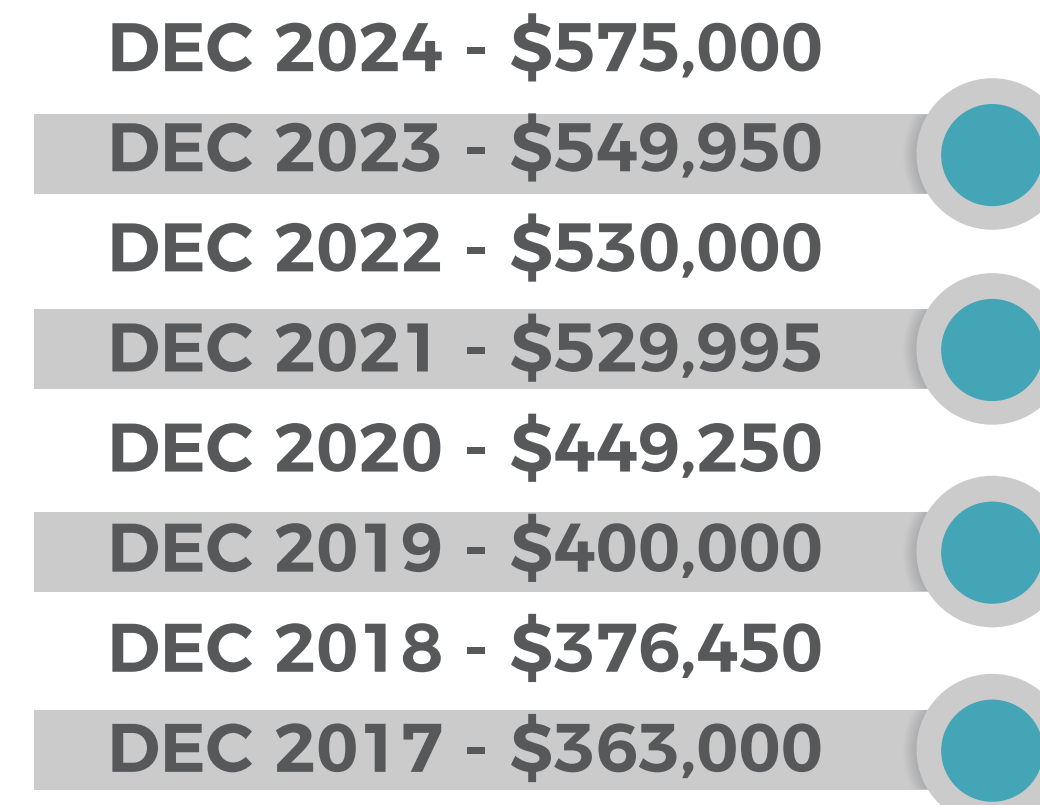 DEC 2024 - $575,000
DEC 2023 - $549,950
DEC 2022 - $530,000
DEC 2021 - $529,995
DEC 2020 - $449,250
DEC 2019 - $400,000
DEC 2018 - $376,450
DEC 2017 - $363,000